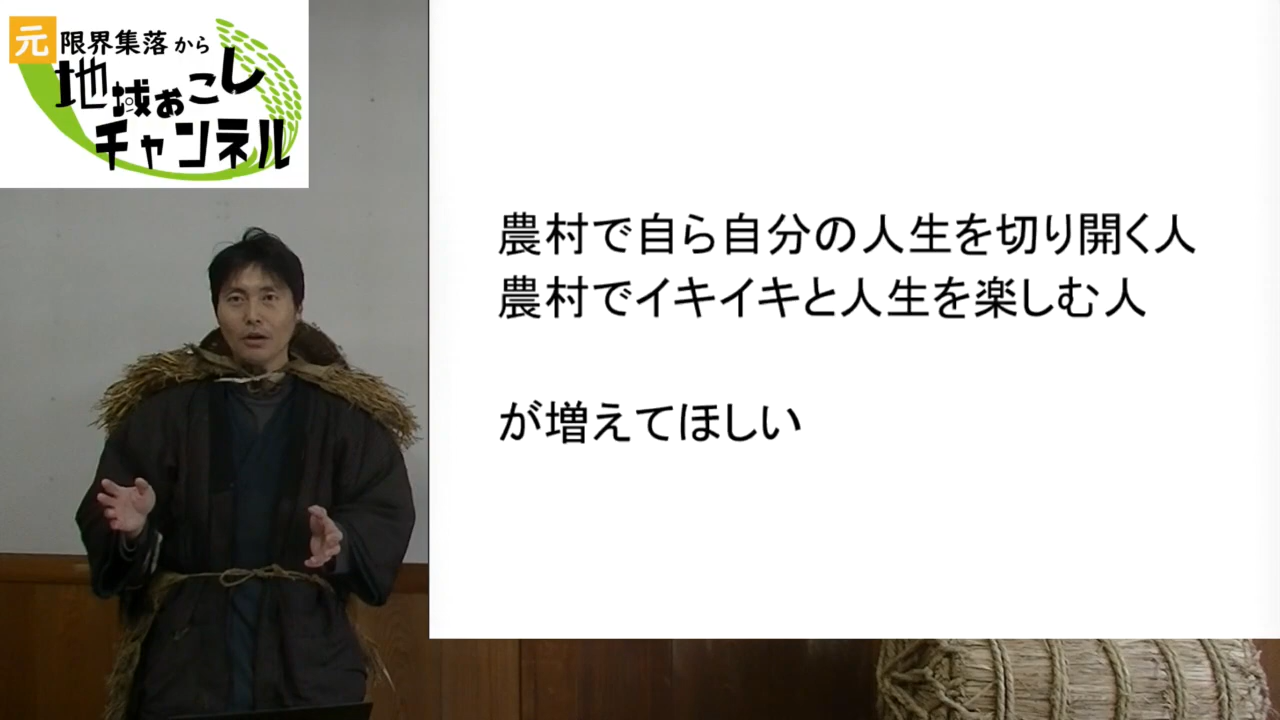 元 限界集落から
地域おこし
チャンネル
農村で自ら自分の人生を切り開く人
農村でイキイキと人生を楽しむ人
が増えてほしい